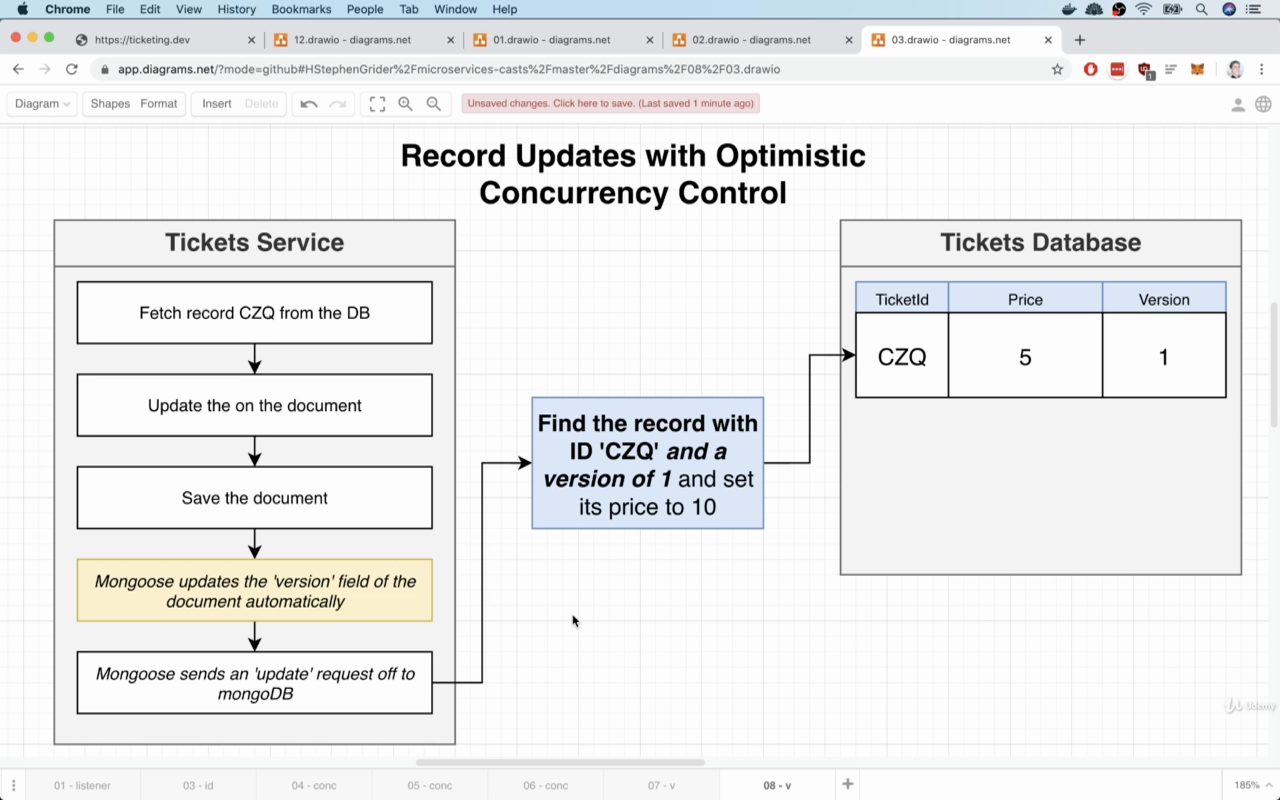 Chrome File Edit View History Bookmarks People Tab Window Help
https://ticketing.dev
12.drawio - diagrams.net
01.drawio - diagrams.net
02.drawio - diagrams.net
03.drawio - diagrams.net
app.diagrams.net/?mode=github#HStephenGrider%2Fmicroservices-casts%2Fmaster%2Fdiagrams%2F08%2F03.drawio
Diagram Shapes Format Insert Delete Unsaved changes. Click here to save. (Last saved 1 minute ago)
Record Updates with Optimistic
Concurrency Control
Tickets Service
Fetch record CZQ from the DB
Update the on the document
Save the document
Mongoose updates the 'version' field of the
document automatically
Mongoose sends an 'update' request off to
mongoDB
Find the record with
ID 'CZQ' and a
version of 1 and set
its price to 10
Tickets Database
TicketId Price Version
CZQ 5 1
Udemy
01 - listener 03 - id 04 - conc 05 - conc 06 - conc 07 - v 08 - v
185%